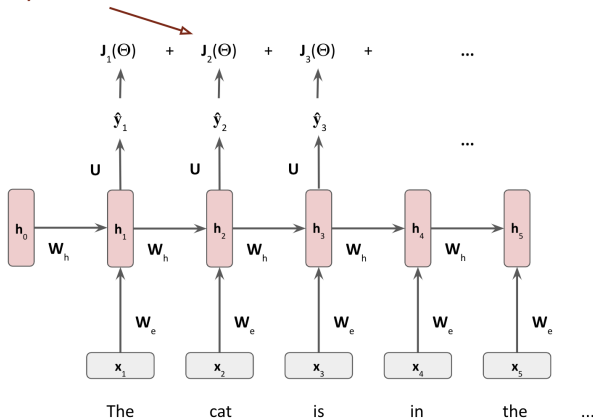 J₁(Θ) + J₂(Θ) + J₃(Θ) + ...
ŷ₁ ŷ₂ ŷ₃ ...
U U U
h₀ h₁ h₂ h₃ h₄ h₅
Wₕ Wₕ Wₕ Wₕ Wₕ
Wₑ Wₑ Wₑ Wₑ Wₑ
x₁ x₂ x₃ x₄ x₅
The cat is in the ...